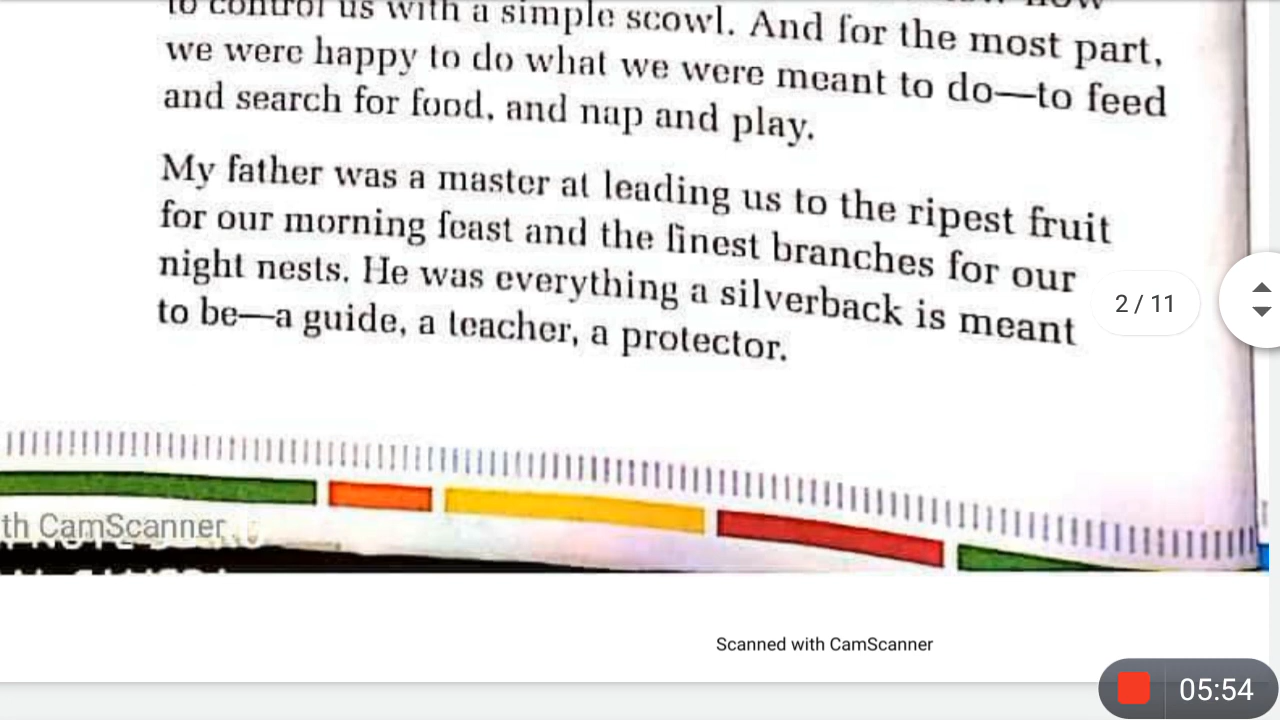 to control us with a simple scowl. And for the most part,
we were happy to do what we were meant to do—to feed
and search for food, and nap and play.
My father was a master at leading us to the ripest fruit
for our morning feast and the finest branches for our
night nests. He was everything a silverback is meant
to be—a guide, a teacher, a protector.
2 / 11
th CamScanner
Scanned with CamScanner
05:54